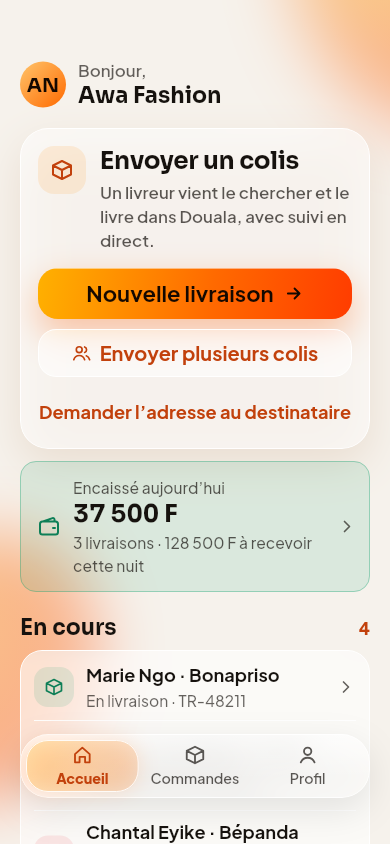 AN
Bonjour,
Awa Fashion
Envoyer un colis
Un livreur vient le chercher et le
livre dans Douala, avec suivi en
direct.
Nouvelle livraison →
Envoyer plusieurs colis
Demander l’adresse au destinataire
Encaissé aujourd’hui
37 500 F
3 livraisons · 128 500 F à recevoir
cette nuit
En cours 4
Marie Ngo · Bonapriso
En livraison · TR-48211
Accueil Commandes Profil
Chantal Eyike · Bépanda